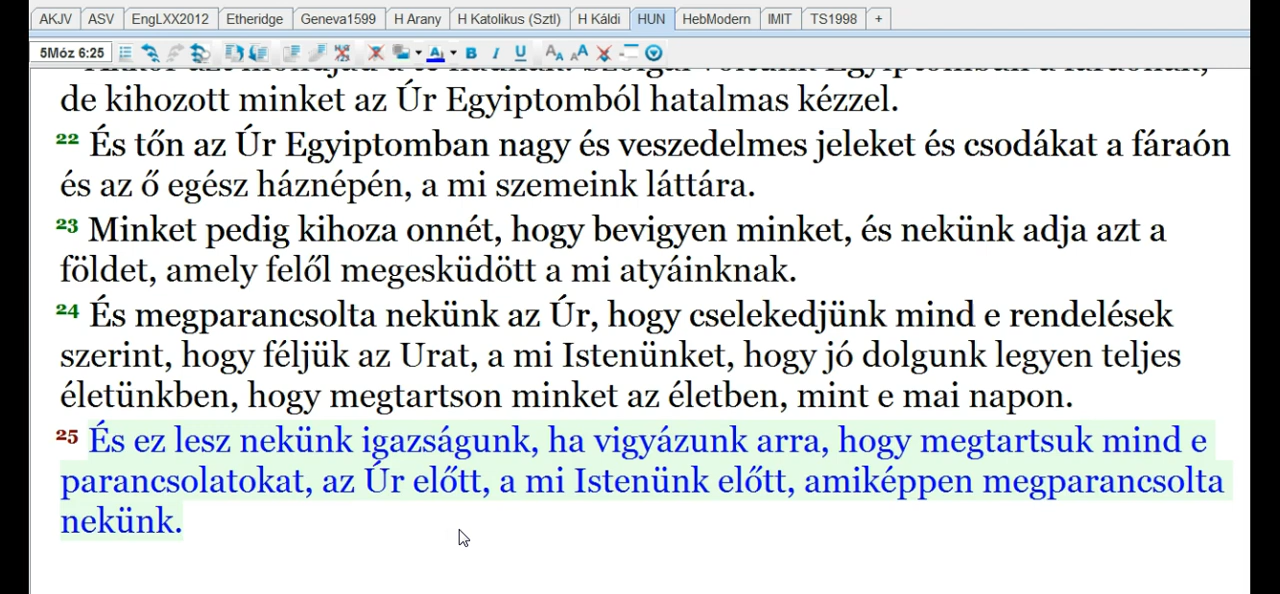 AKJV ASV EngLXX2012 Etheridge Geneva1599 H Arany H Katolikus (Sztl) H Káldi HUN HebModern IMIT TS1998 +
5Móz 6:25
de kihozott minket az Úr Egyiptomból hatalmas kézzel.
22 És tőn az Úr Egyiptomban nagy és veszedelmes jeleket és csodákat a fáraón
és az ő egész háznépén, a mi szemeink láttára.
23 Minket pedig kihoza onnét, hogy bevigyen minket, és nekünk adja azt a
földet, amely felől megesküdött a mi atyáinknak.
24 És megparancsolta nekünk az Úr, hogy cselekedjünk mind e rendelések
szerint, hogy féljük az Urat, a mi Istenünket, hogy jó dolgunk legyen teljes
életünkben, hogy megtartson minket az életben, mint e mai napon.
25 És ez lesz nekünk igazságunk, ha vigyázunk arra, hogy megtartsuk mind e
parancsolatokat, az Úr előtt, a mi Istenünk előtt, amiképpen megparancsolta
nekünk.